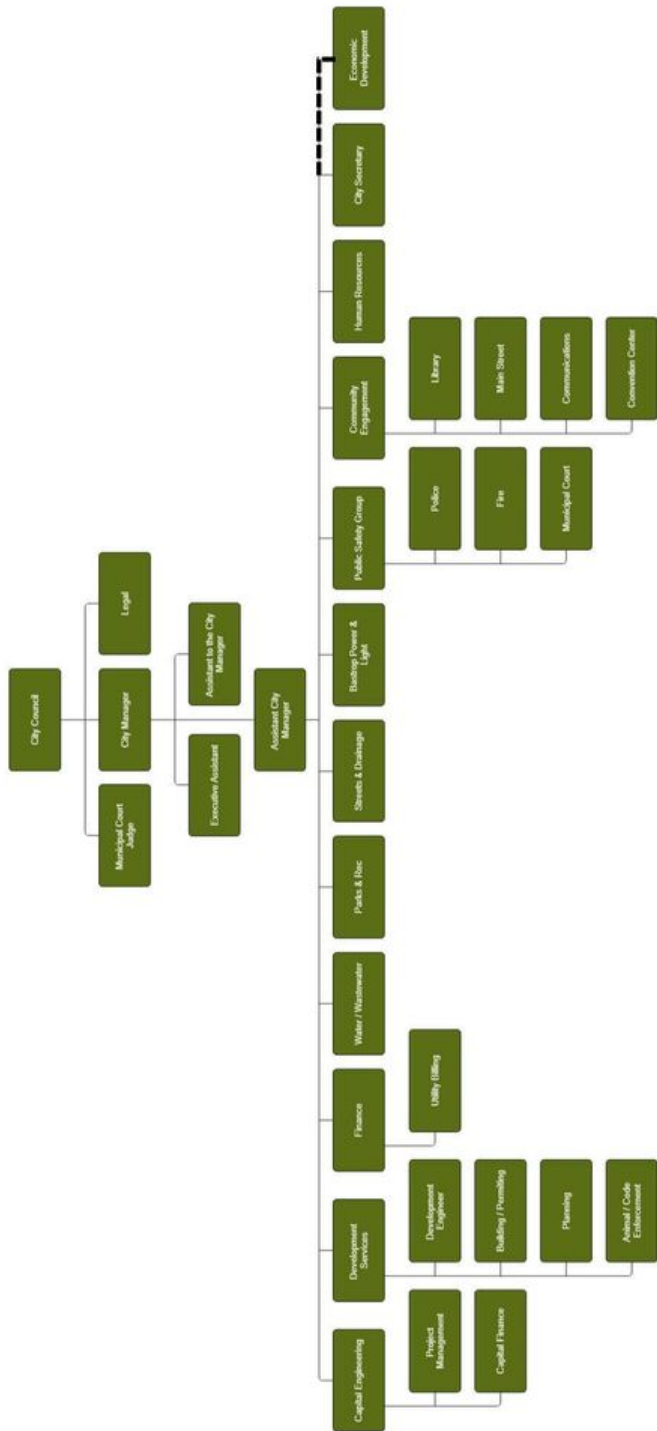 City Council
Municipal Court
Judge
City Manager
Legal
Executive Assistant
Assistant to the City
Manager
Assistant City
Manager
Capital Engineering
Development
Services
Finance
Water / Wastewater
Parks & Rec
Streets & Drainage
Bastrop Power &
Light
Public Safety Group
Community
Engagement
Human Resources
City Secretary
Economic
Development
Project
Management
Capital Finance
Development
Engineer
Building / Permiting
Planning
Animal / Code
Enforcement
Utility Billing
Police
Fire
Municipal Court
Library
Main Street
Communications
Convention Center